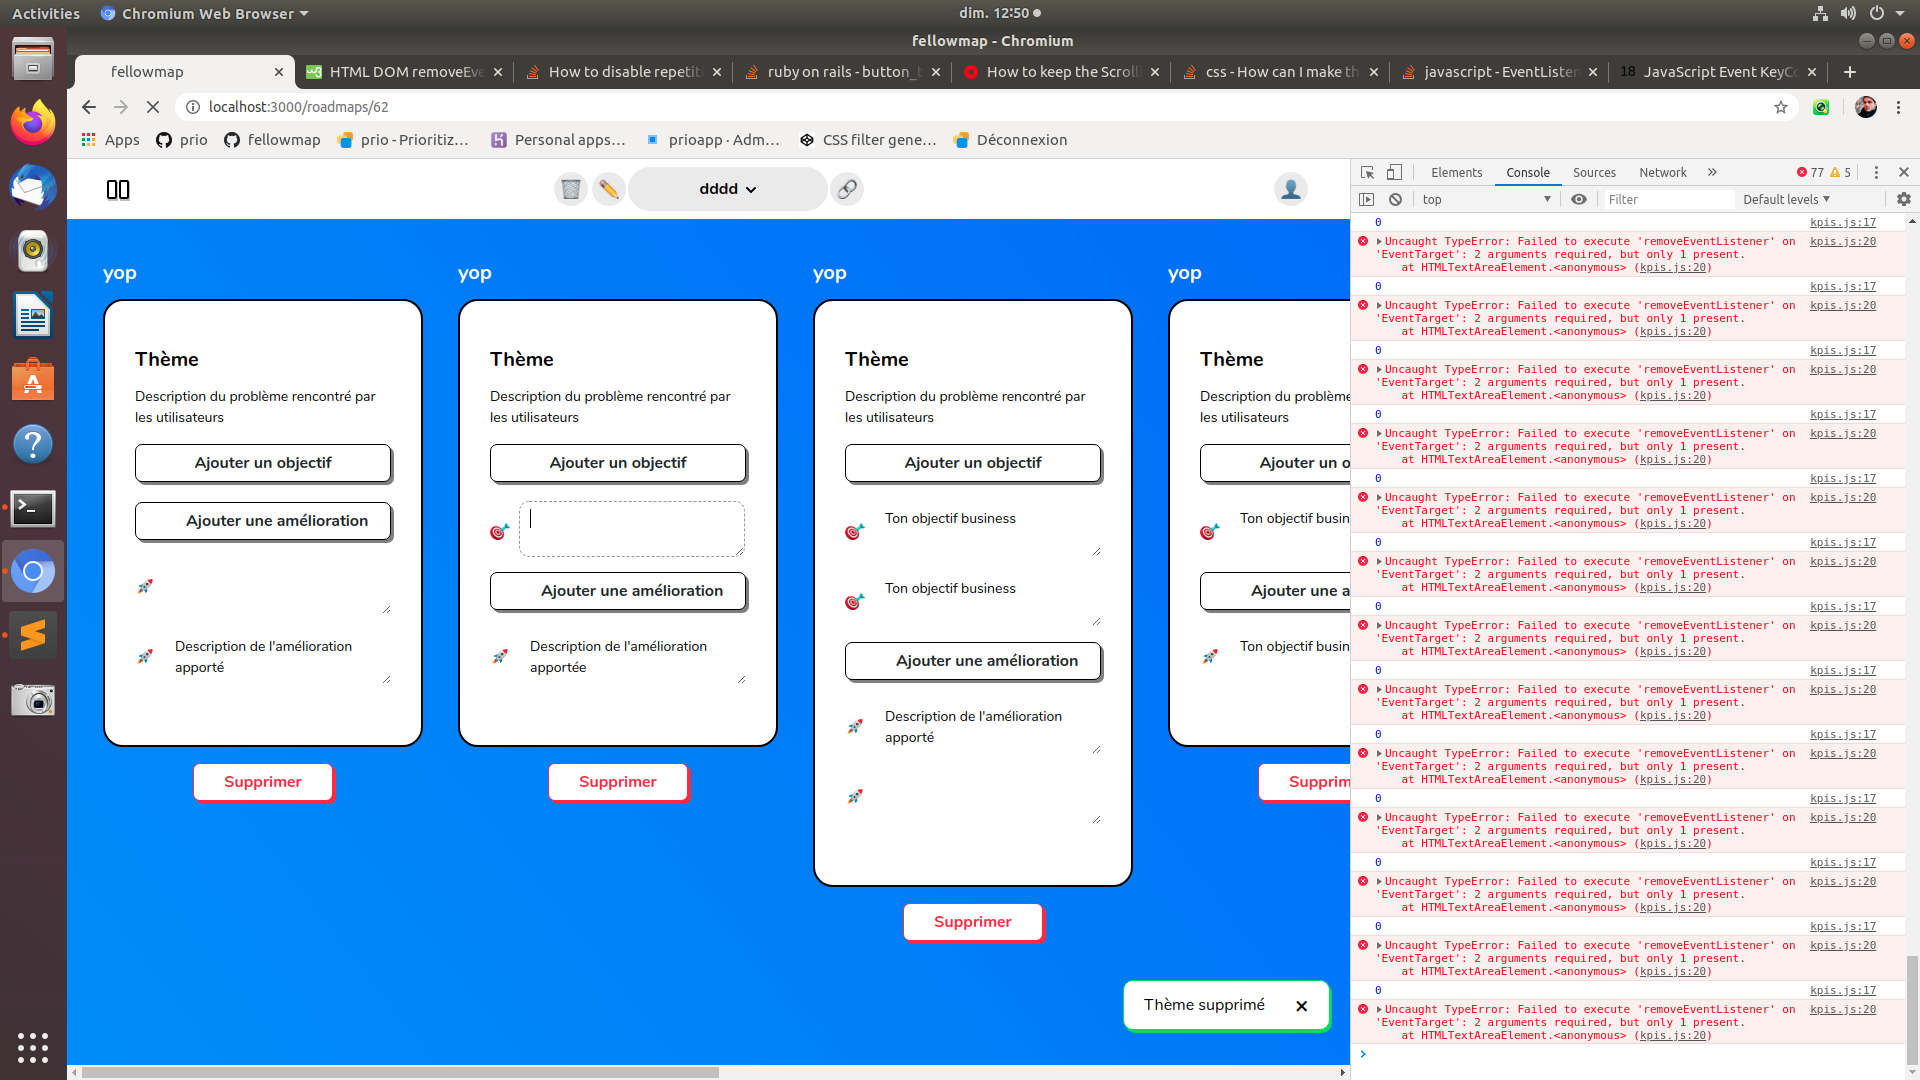 Activities
Chromium Web Browser
dim. 12:50
fellowmap - Chromium
fellowmap
HTML DOM removeEve
How to disable repetiti
ruby on rails - button_t
How to keep the Scroll
css - How can I make th
javascript - EventListen
18 JavaScript Event KeyCo
localhost:3000/roadmaps/62
Apps
prio
fellowmap
prio - Prioritiz…
Personal apps…
prioapp · Adm…
CSS filter gene…
Déconnexion
dddd
yop
Thème
Description du problème rencontré par
les utilisateurs
Ajouter un objectif
Ajouter une amélioration
Description de l'amélioration
apporté
Supprimer
yop
Thème
Description du problème rencontré par
les utilisateurs
Ajouter un objectif
Ajouter une amélioration
Description de l'amélioration
apportée
Supprimer
yop
Thème
Description du problème rencontré par
les utilisateurs
Ajouter un objectif
Ton objectif business
Ton objectif business
Ajouter une amélioration
Description de l'amélioration
apporté
Supprimer
yop
Thème
Description du problème
les utilisateurs
Ajouter un o
Ton objectif busin
Ajouter une a
Ton objectif busin
Supprim
Thème supprimé
Elements
Console
Sources
Network
77
5
top
Filter
Default levels
0 kpis.js:17
Uncaught TypeError: Failed to execute 'removeEventListener' on kpis.js:20
'EventTarget': 2 arguments required, but only 1 present.
at HTMLTextAreaElement.<anonymous> (kpis.js:20)
0 kpis.js:17
Uncaught TypeError: Failed to execute 'removeEventListener' on kpis.js:20
'EventTarget': 2 arguments required, but only 1 present.
at HTMLTextAreaElement.<anonymous> (kpis.js:20)
0 kpis.js:17
Uncaught TypeError: Failed to execute 'removeEventListener' on kpis.js:20
'EventTarget': 2 arguments required, but only 1 present.
at HTMLTextAreaElement.<anonymous> (kpis.js:20)
0 kpis.js:17
Uncaught TypeError: Failed to execute 'removeEventListener' on kpis.js:20
'EventTarget': 2 arguments required, but only 1 present.
at HTMLTextAreaElement.<anonymous> (kpis.js:20)
0 kpis.js:17
Uncaught TypeError: Failed to execute 'removeEventListener' on kpis.js:20
'EventTarget': 2 arguments required, but only 1 present.
at HTMLTextAreaElement.<anonymous> (kpis.js:20)
0 kpis.js:17
Uncaught TypeError: Failed to execute 'removeEventListener' on kpis.js:20
'EventTarget': 2 arguments required, but only 1 present.
at HTMLTextAreaElement.<anonymous> (kpis.js:20)
0 kpis.js:17
Uncaught TypeError: Failed to execute 'removeEventListener' on kpis.js:20
'EventTarget': 2 arguments required, but only 1 present.
at HTMLTextAreaElement.<anonymous> (kpis.js:20)
0 kpis.js:17
Uncaught TypeError: Failed to execute 'removeEventListener' on kpis.js:20
'EventTarget': 2 arguments required, but only 1 present.
at HTMLTextAreaElement.<anonymous> (kpis.js:20)
0 kpis.js:17
Uncaught TypeError: Failed to execute 'removeEventListener' on kpis.js:20
'EventTarget': 2 arguments required, but only 1 present.
at HTMLTextAreaElement.<anonymous> (kpis.js:20)
0 kpis.js:17
Uncaught TypeError: Failed to execute 'removeEventListener' on kpis.js:20
'EventTarget': 2 arguments required, but only 1 present.
at HTMLTextAreaElement.<anonymous> (kpis.js:20)
0 kpis.js:17
Uncaught TypeError: Failed to execute 'removeEventListener' on kpis.js:20
'EventTarget': 2 arguments required, but only 1 present.
at HTMLTextAreaElement.<anonymous> (kpis.js:20)
0 kpis.js:17
Uncaught TypeError: Failed to execute 'removeEventListener' on kpis.js:20
'EventTarget': 2 arguments required, but only 1 present.
at HTMLTextAreaElement.<anonymous> (kpis.js:20)
0 kpis.js:17
Uncaught TypeError: Failed to execute 'removeEventListener' on kpis.js:20
'EventTarget': 2 arguments required, but only 1 present.
at HTMLTextAreaElement.<anonymous> (kpis.js:20)